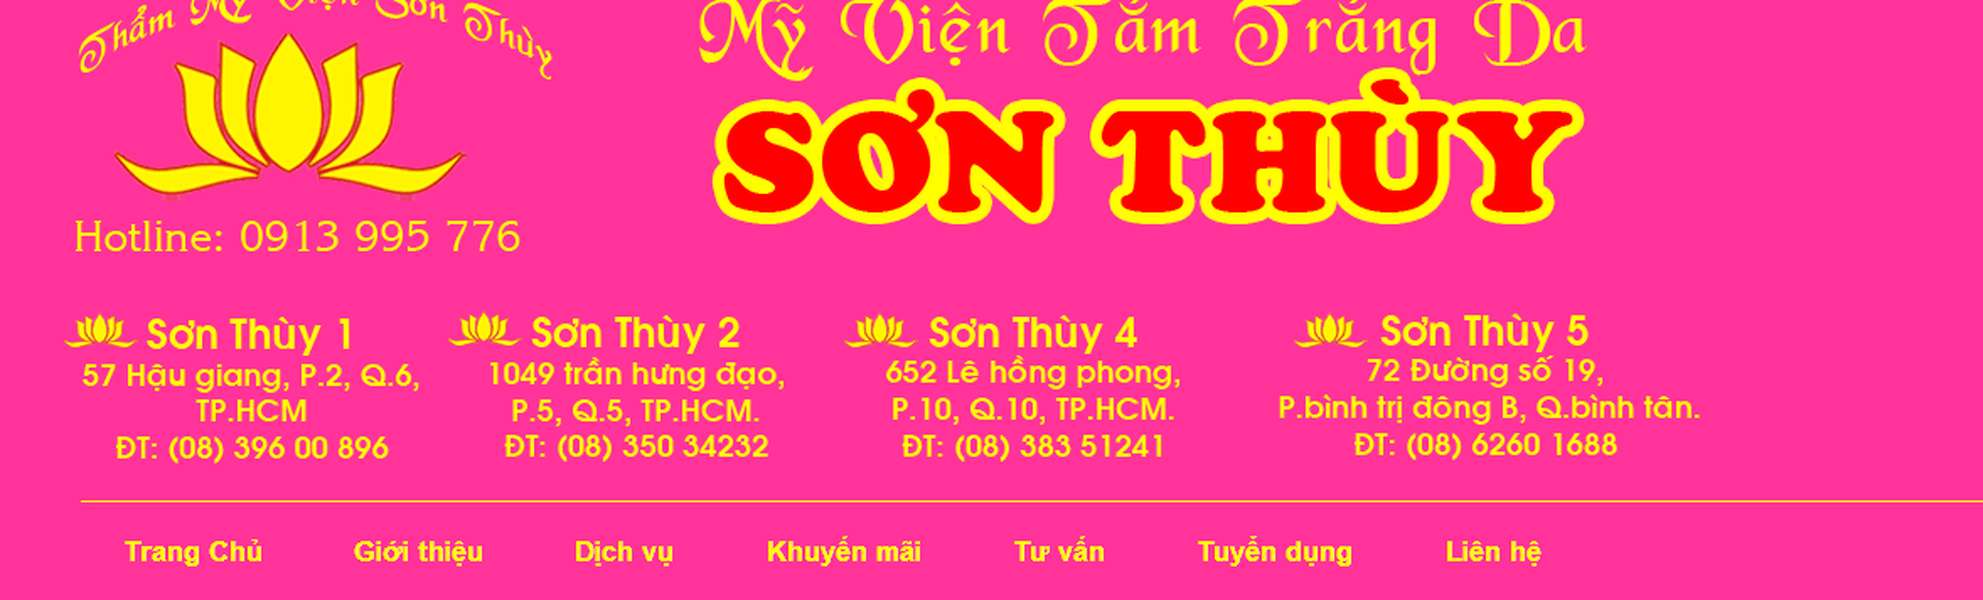 Thẩm Mỹ Viện Sơn Thùy
Hotline: 0913 995 776
Mỹ Viện Tắm Trắng Da
SƠN THÙY
Sơn Thùy 1
57 Hậu giang, P.2, Q.6,
TP.HCM
ĐT: (08) 396 00 896
Sơn Thùy 2
1049 trần hưng đạo,
P.5, Q.5, TP.HCM.
ĐT: (08) 350 34232
Sơn Thùy 4
652 Lê hồng phong,
P.10, Q.10, TP.HCM.
ĐT: (08) 383 51241
Sơn Thùy 5
72 Đường số 19,
P.bình trị đông B, Q.bình tân.
ĐT: (08) 6260 1688
Trang Chủ Giới thiệu Dịch vụ Khuyến mãi Tư vấn Tuyển dụng Liên hệ